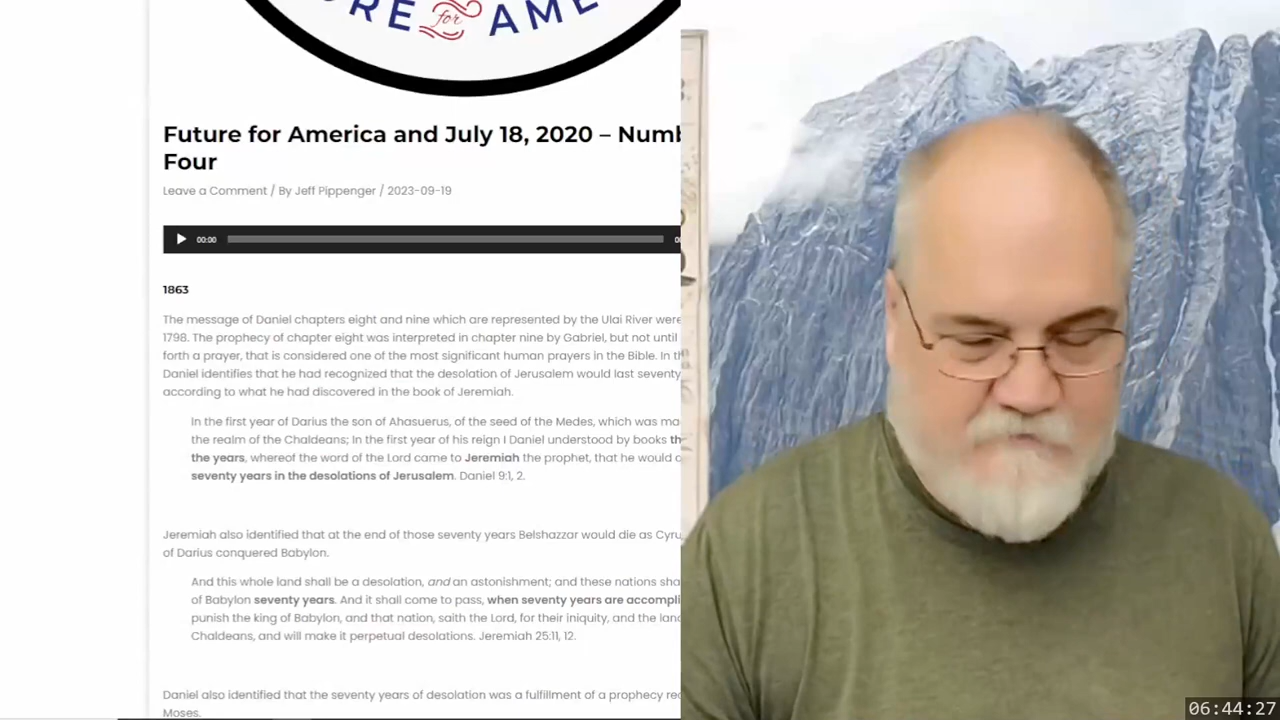 for AME
Future for America and July 18, 2020 –
Four
Leave a Comment / By Jeff Pippenger / 2023-09-19
00:00
1863
The message of Daniel chapters eight and nine which are represented by the Ulai River were
1798. The prophecy of chapter eight was interpreted in chapter nine by Gabriel, but not until
forth a prayer, that is considered one of the most significant human prayers in the Bible. In
Daniel identifies that he had recognized that the desolation of Jerusalem would last seventy
according to what he had discovered in the book of Jeremiah.
In the first year of Darius the son of Ahasuerus, of the seed of the Medes, which was
the realm of the Chaldeans; In the first year of his reign I Daniel understood by books
the years, whereof the word of the Lord came to Jeremiah the prophet, that he would
seventy years in the desolations of Jerusalem. Daniel 9:1, 2.
Jeremiah also identified that at the end of those seventy years Belshazzar would die as
of Darius conquered Babylon.
And this whole land shall be a desolation, and an astonishment; and these nations
of Babylon seventy years. And it shall come to pass, when seventy years are
punish the king of Babylon, and that nation, saith the Lord, for their iniquity, and the
Chaldeans, and will make it perpetual desolations. Jeremiah 25:11, 12.
Daniel also identified that the seventy years of desolation was a fulfillment of a prophecy
Moses.
06:44:27